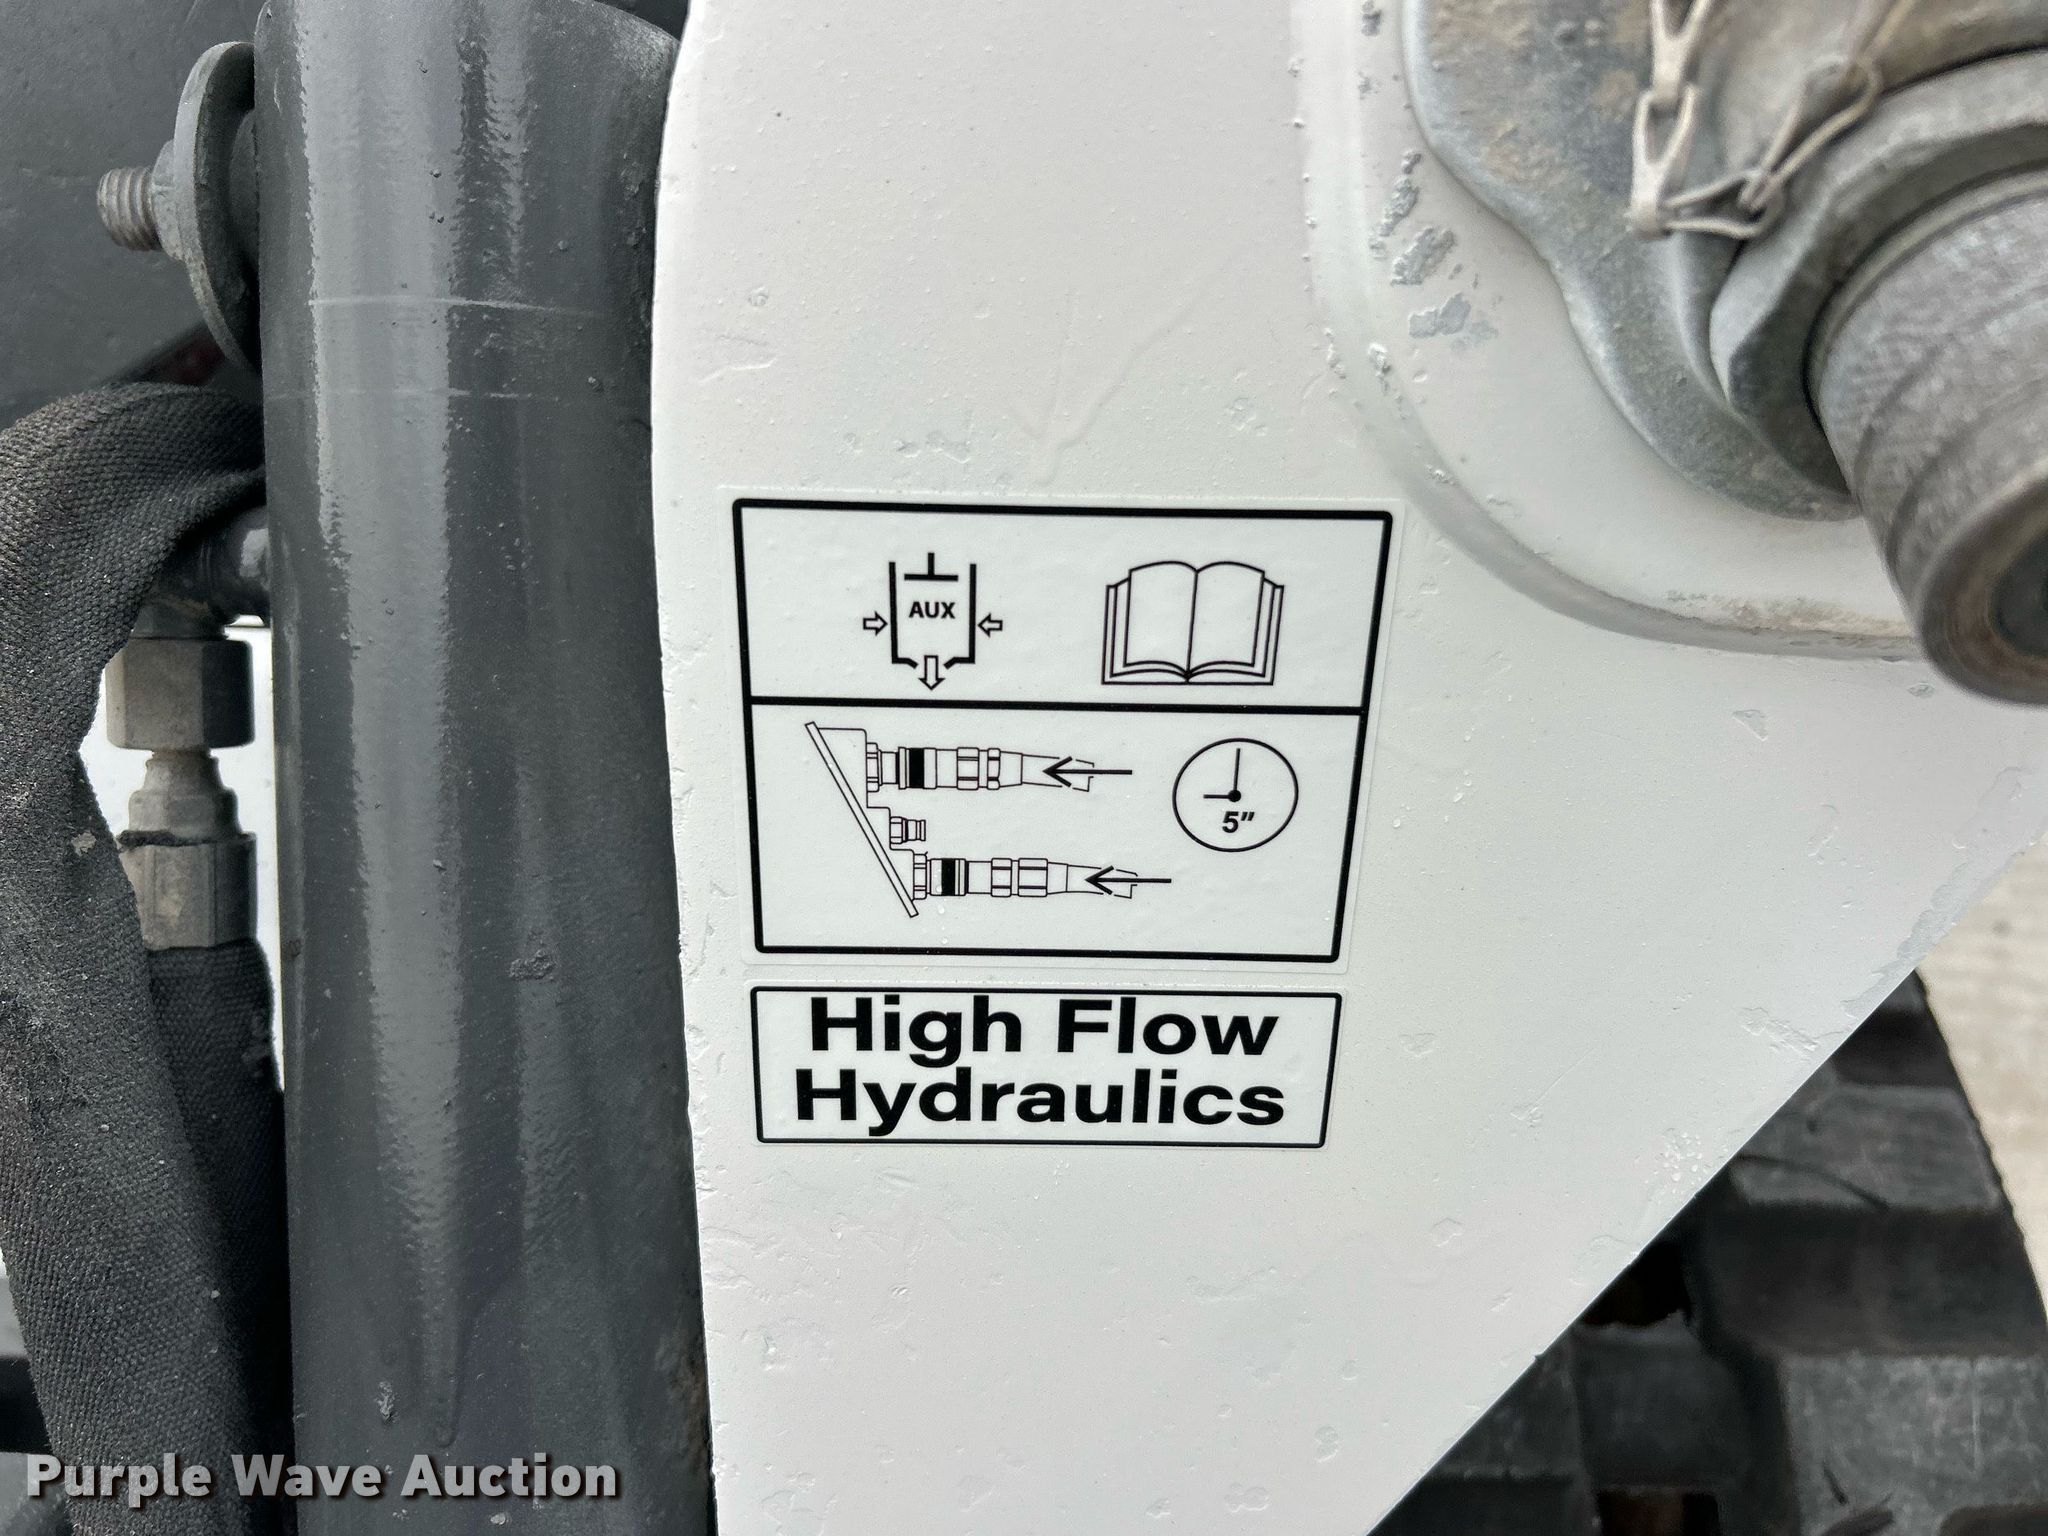 AUX
5"
High Flow
Hydraulics
Purple Wave Auction